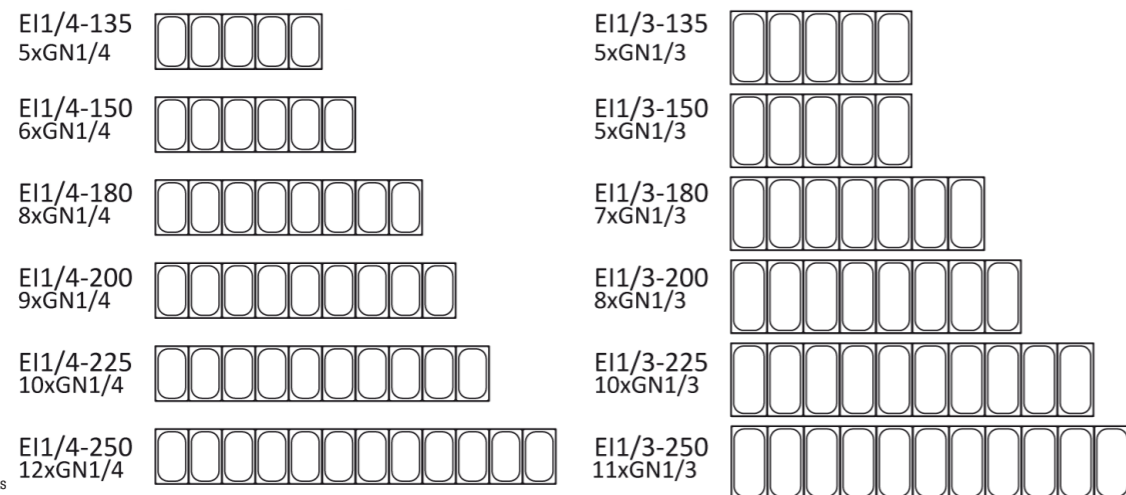 EI1/4-135
5xGN1/4
EI1/4-150
6xGN1/4
EI1/4-180
8xGN1/4
EI1/4-200
9xGN1/4
EI1/4-225
10xGN1/4
EI1/4-250
12xGN1/4
s
EI1/3-135
5xGN1/3
EI1/3-150
5xGN1/3
EI1/3-180
7xGN1/3
EI1/3-200
8xGN1/3
EI1/3-225
10xGN1/3
EI1/3-250
11xGN1/3